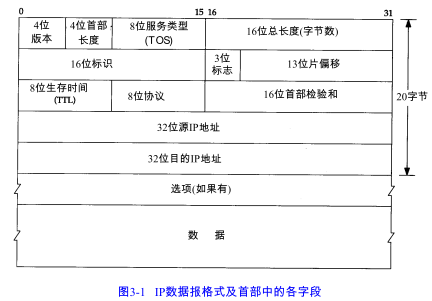 0 15 16 31
4位 4位首部 8位服务类型 16位总长度(字节数)
版本 长度 (TOS)
16位标识 3位 13位片偏移
标志
8位生存时间 8位协议 16位首部检验和
(TTL)
20字节
32位源IP地址
32位目的IP地址
选项(如果有)
数 据
图3-1 IP数据报格式及首部中的各字段